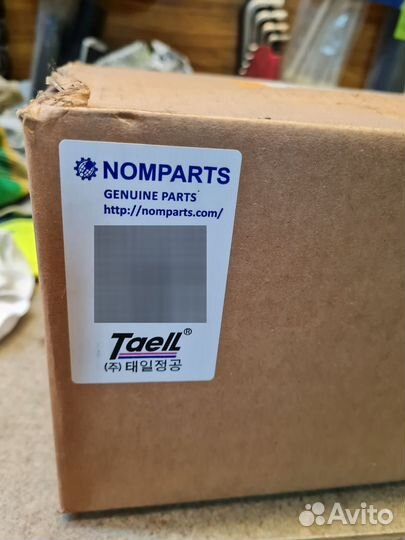 NOMPARTS
GENUINE PARTS
http://nomparts.com/
Taell®
(주)태일정공
Avito